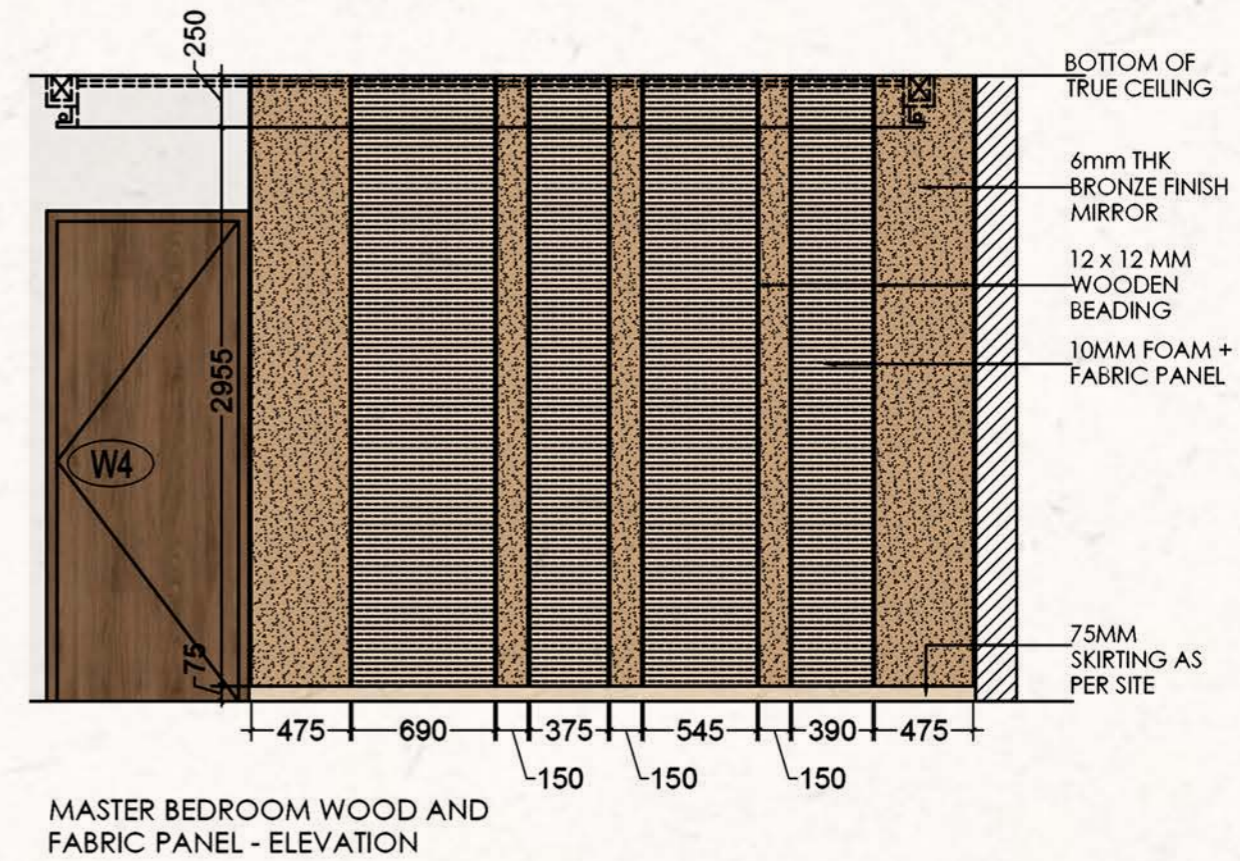 250
BOTTOM OF
TRUE CEILING
6mm THK
BRONZE FINISH
MIRROR
12 x 12 MM
WOODEN
BEADING
10MM FOAM +
FABRIC PANEL
2955
W4
75
75MM
SKIRTING AS
PER SITE
475 690 375 545 390 475
150 150 150
MASTER BEDROOM WOOD AND
FABRIC PANEL - ELEVATION